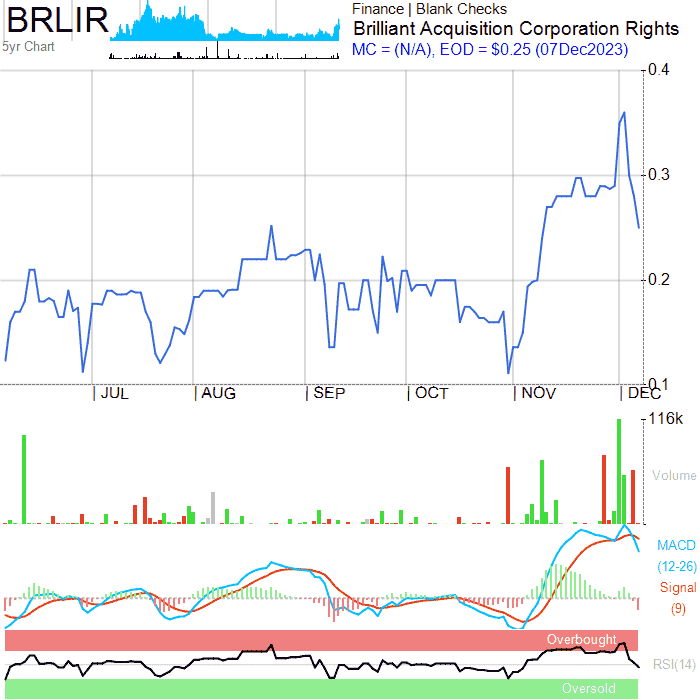 BRLIR
5yr Chart
Finance | Blank Checks
Brilliant Acquisition Corporation Rights
MC = (N/A), EOD = $0.25 (07Dec2023)
0.4
0.3
0.2
0.1
JUL AUG SEP OCT NOV DEC
116k
Volume
MACD
(12-26)
Signal
(9)
Overbought
RSI(14)
Oversold